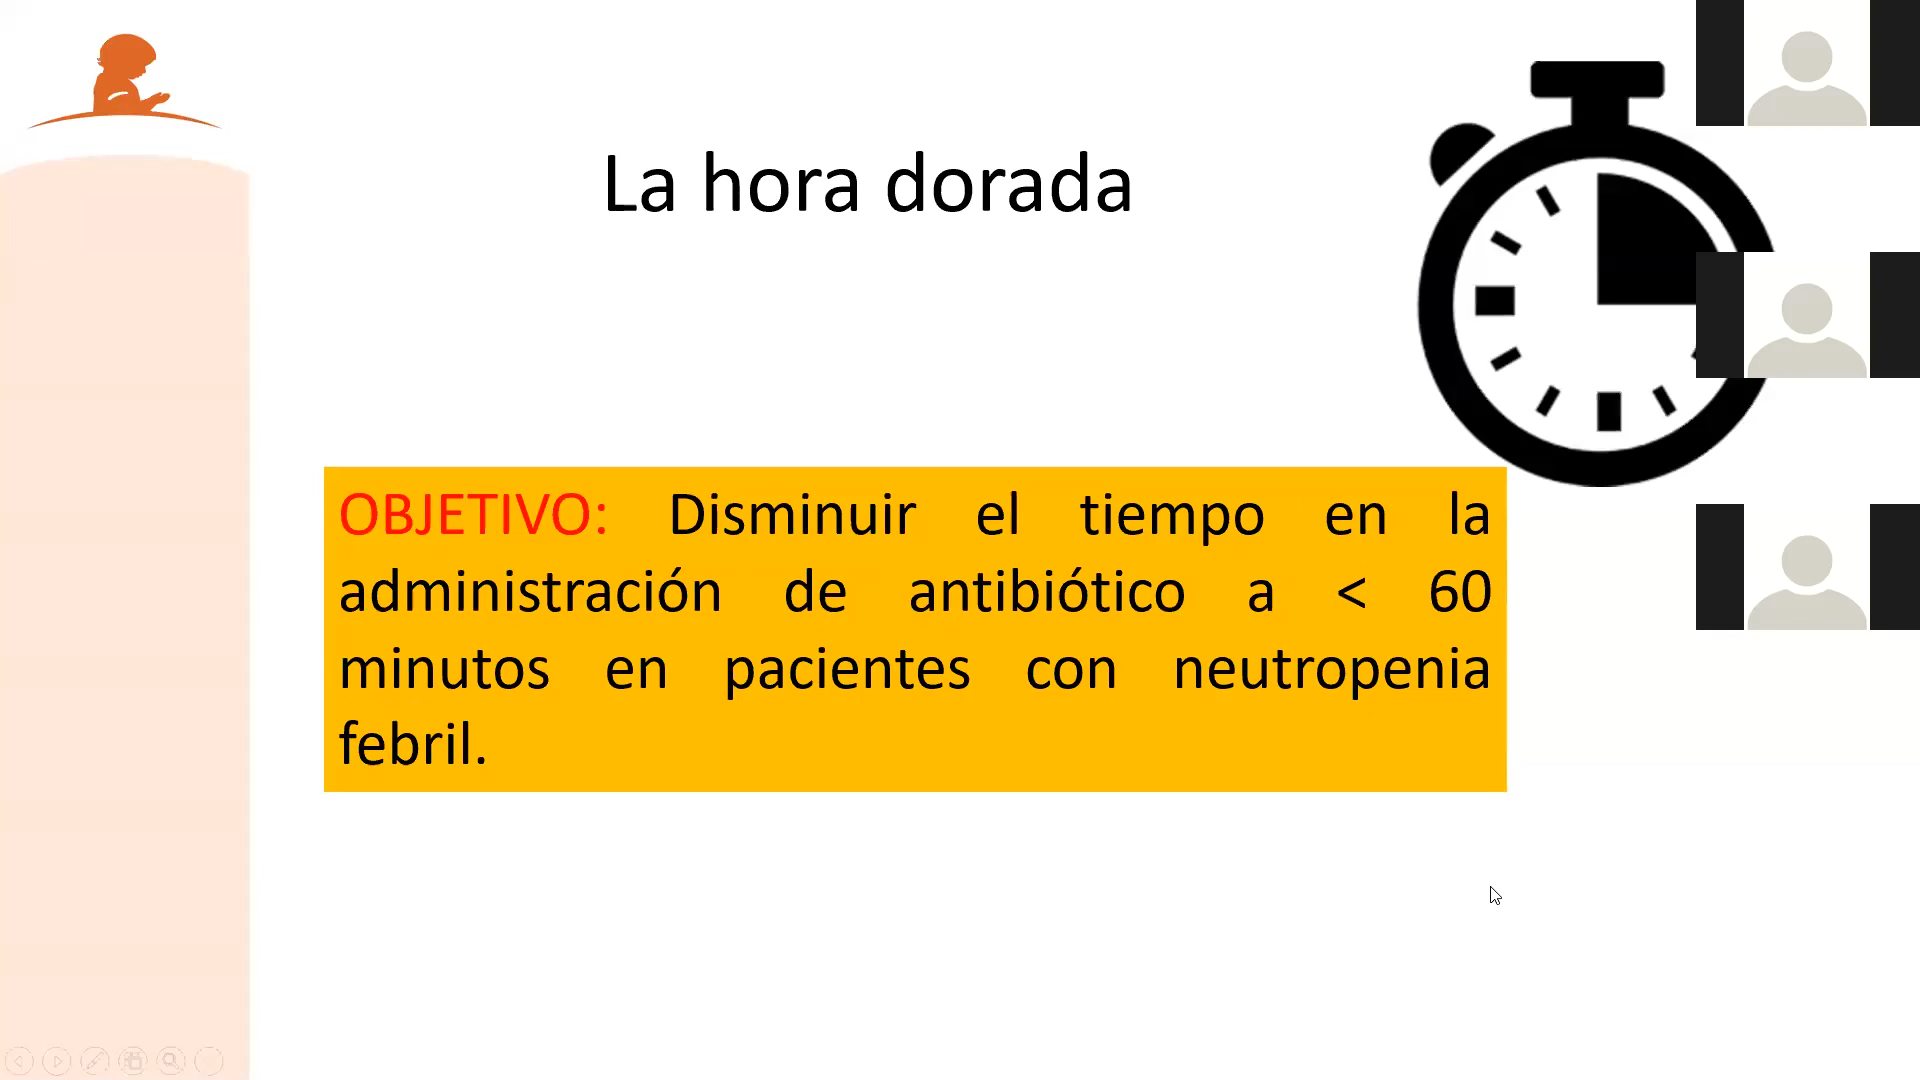 La hora dorada
OBJETIVO: Disminuir el tiempo en la
administración de antibiótico a < 60
minutos en pacientes con neutropenia
febril.